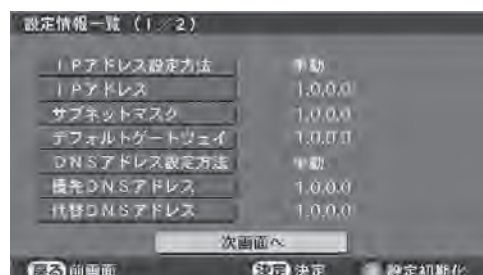 設定情報一覧（1／2）
IPアドレス設定方法 手動
IPアドレス 1.0.0.0
サブネットマスク 1.0.0.0
デフォルトゲートウェイ 1.0.0.0
DNSアドレス設定方法 手動
優先DNSアドレス 1.0.0.0
代替DNSアドレス 1.0.0.0
次画面へ
戻る 前画面 決定 決定 設定初期化